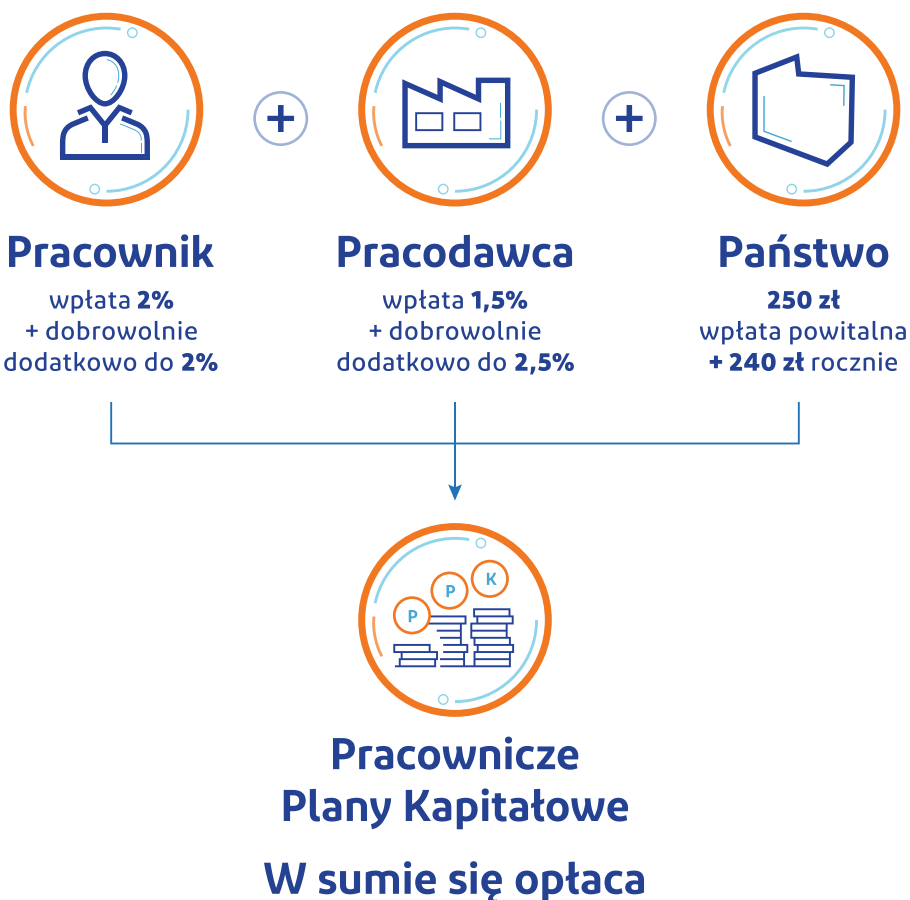 Pracownik
wpłata 2%
+ dobrowolnie
dodatkowo do 2%
Pracodawca
wpłata 1,5%
+ dobrowolnie
dodatkowo do 2,5%
Państwo
250 zł
wpłata powitalna
+ 240 zł rocznie
P P K
Pracownicze
Plany Kapitałowe
W sumie się opłaca